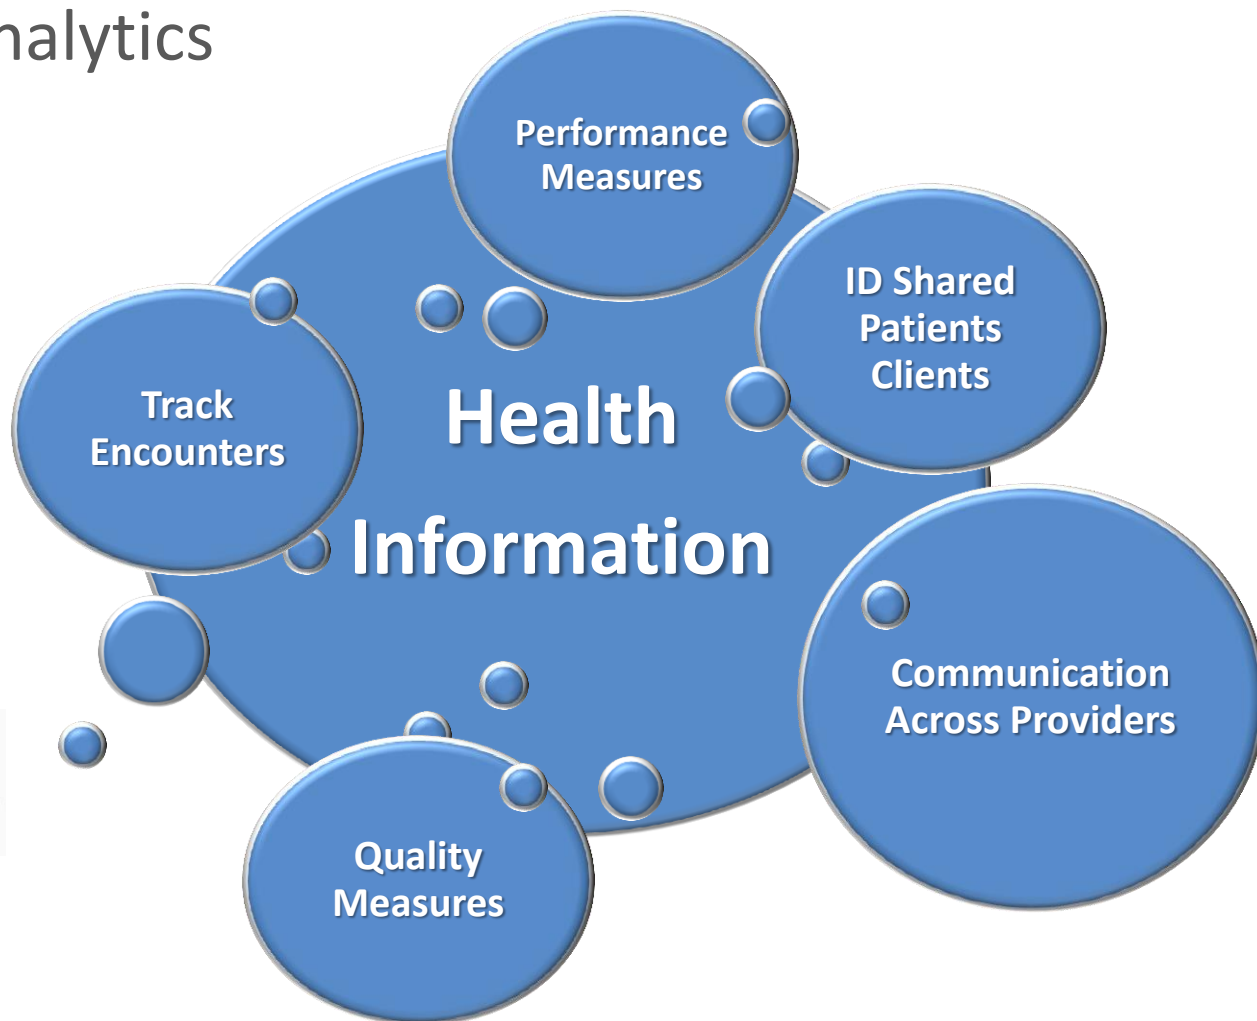 nalytics
Performance
Measures
ID Shared
Patients
Clients
Track
Encounters
Health
Information
Communication
Across Providers
Quality
Measures